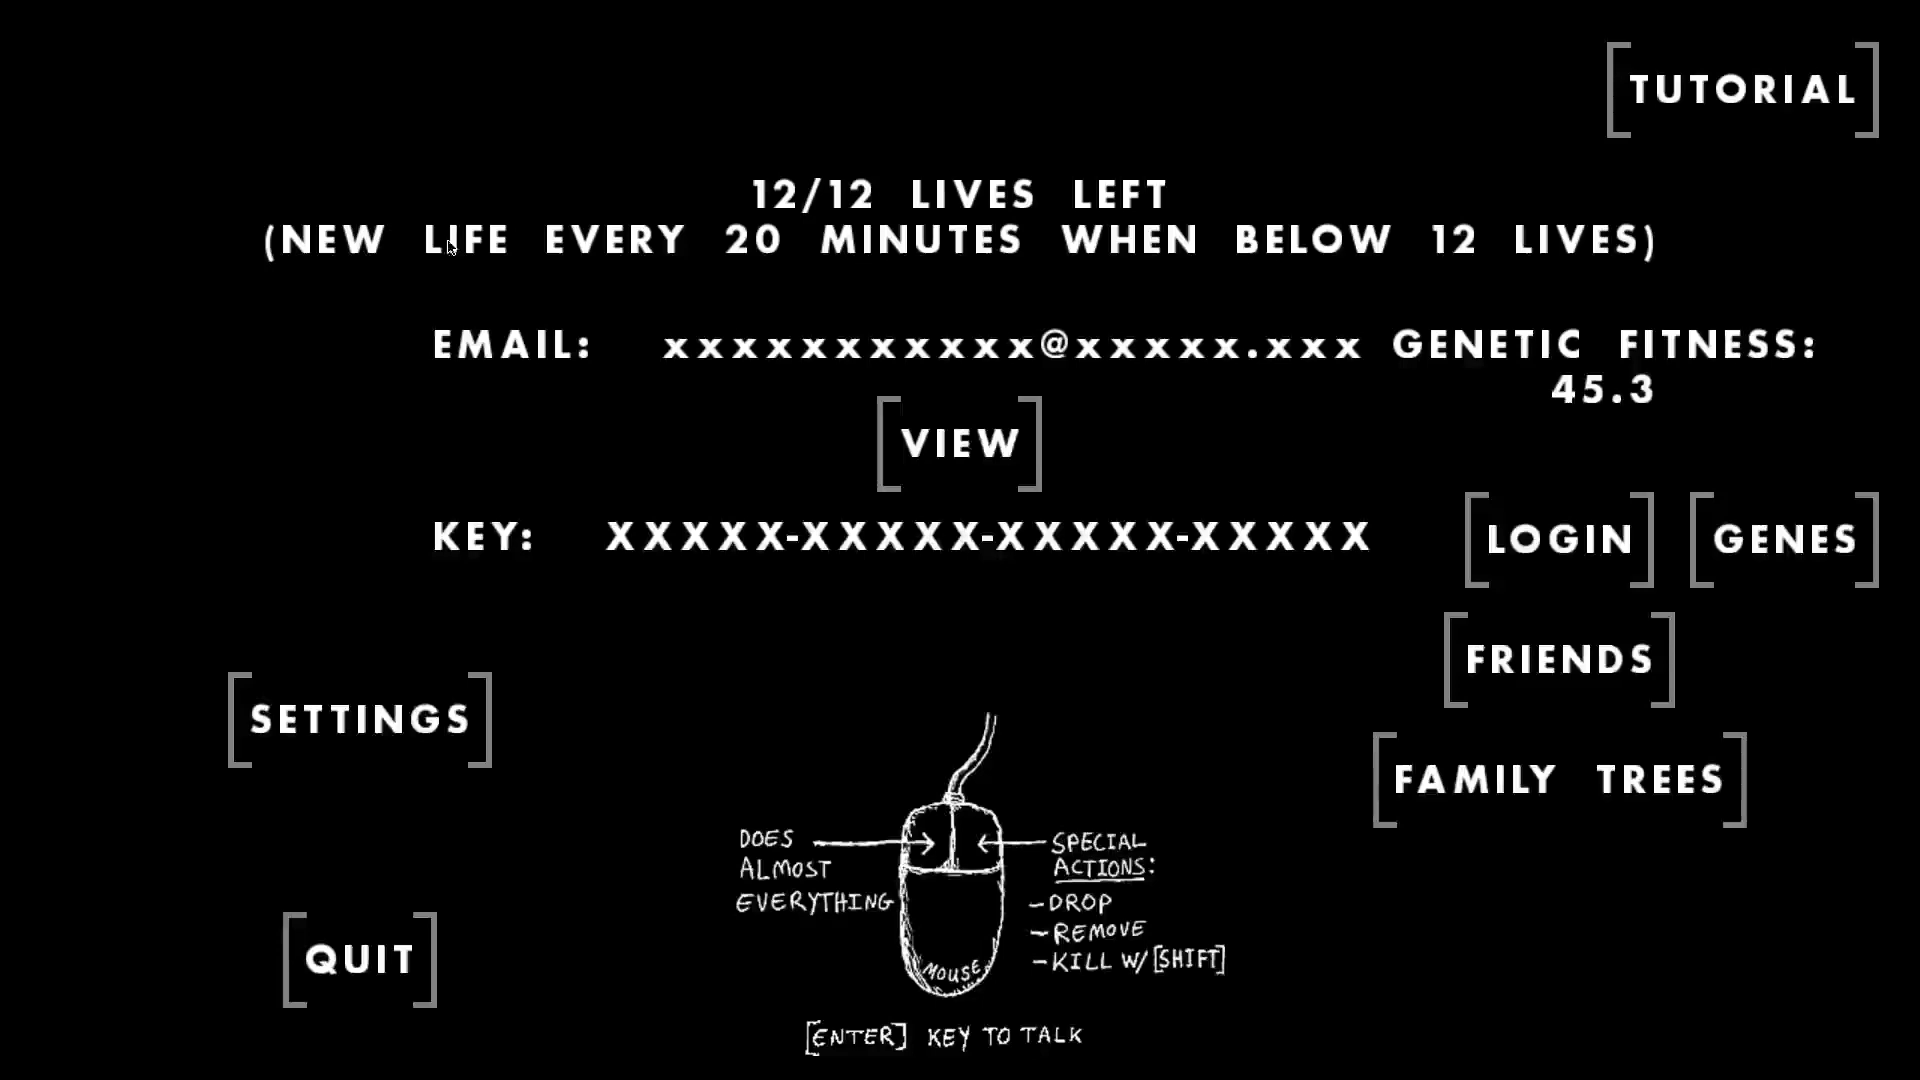 TUTORIAL
12/12 LIVES LEFT
(NEW LIFE EVERY 20 MINUTES WHEN BELOW 12 LIVES)
EMAIL: xxxxxxxxxxx@xxxxx.xxx GENETIC FITNESS:
45.3
VIEW
KEY: XXXXX-XXXXX-XXXXX-XXXXX LOGIN GENES
FRIENDS
SETTINGS
FAMILY TREES
DOES
ALMOST
EVERYTHING
SPECIAL
ACTIONS:
-DROP
-REMOVE
-KILL W/[SHIFT]
MOUSE
QUIT
[ENTER] KEY TO TALK